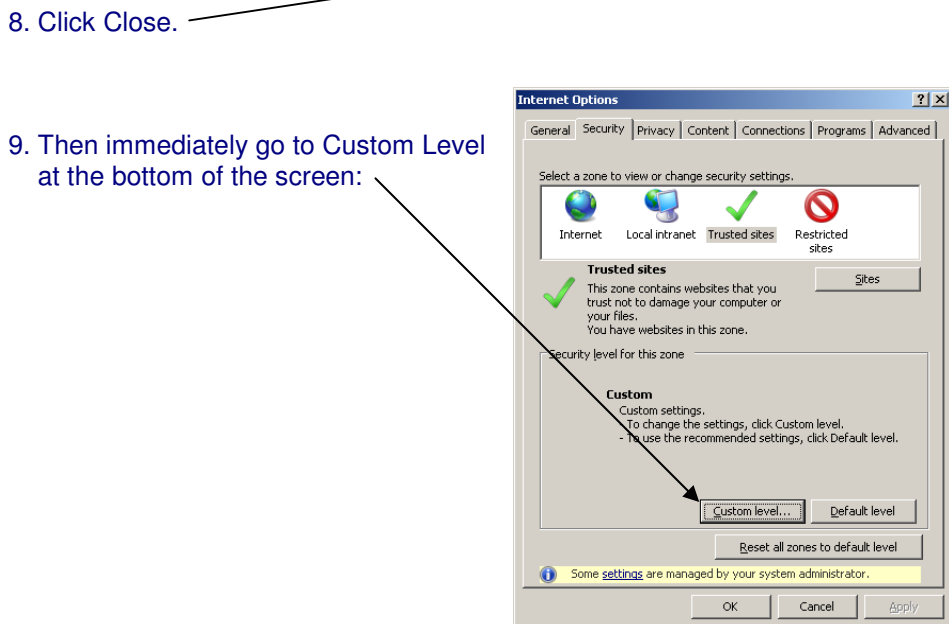 8. Click Close.
9. Then immediately go to Custom Level
at the bottom of the screen:
Internet Options
General Security Privacy Content Connections Programs Advanced
Select a zone to view or change security settings.
Internet Local intranet Trusted sites Restricted
sites
Trusted sites
Sites
This zone contains websites that you
trust not to damage your computer or
your files.
You have websites in this zone.
Security level for this zone
Custom
Custom settings.
- To change the settings, click Custom level.
- To use the recommended settings, click Default level.
Custom level... Default level
Reset all zones to default level
Some settings are managed by your system administrator.
OK Cancel Apply